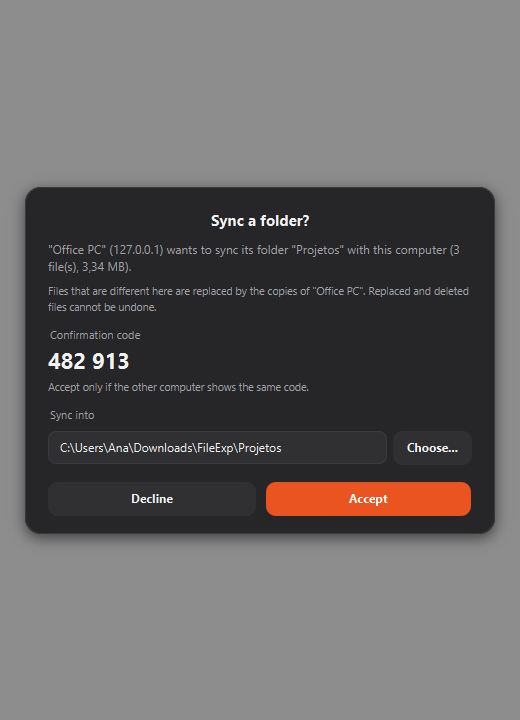 Sync a folder?
"Office PC" (127.0.0.1) wants to sync its folder "Projetos" with this computer (3
file(s), 3,34 MB).
Files that are different here are replaced by the copies of "Office PC". Replaced and deleted
files cannot be undone.
Confirmation code
482 913
Accept only if the other computer shows the same code.
Sync into
C:\Users\Ana\Downloads\FileExp\Projetos
Choose...
Decline
Accept